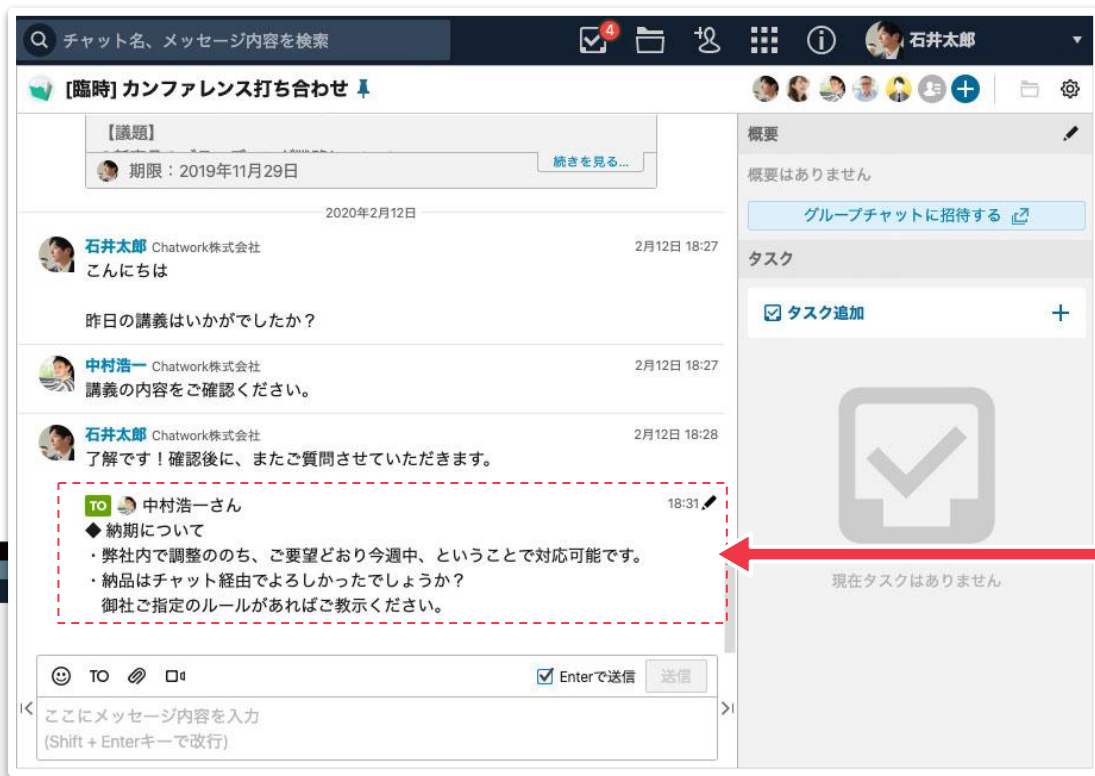 チャット名、メッセージ内容を検索
4
石井太郎
[臨時] カンファレンス打ち合わせ
【議題】
期限：2019年11月29日
続きを見る...
2020年2月12日
石井太郎 Chatwork株式会社 2月12日 18:27
こんにちは
昨日の講義はいかがでしたか？
中村浩一 Chatwork株式会社 2月12日 18:27
講義の内容をご確認ください。
石井太郎 Chatwork株式会社 2月12日 18:28
了解です！確認後に、またご質問させていただきます。
TO 中村浩一さん 18:31
◆ 納期について
・弊社内で調整ののち、ご要望どおり今週中、ということで対応可能です。
・納品はチャット経由でよろしかったでしょうか？
御社ご指定のルールがあればご教示ください。
TO
Enterで送信
送信
ここにメッセージ内容を入力
(Shift + Enterキーで改行)
概要
概要はありません
グループチャットに招待する
タスク
タスク追加
現在タスクはありません